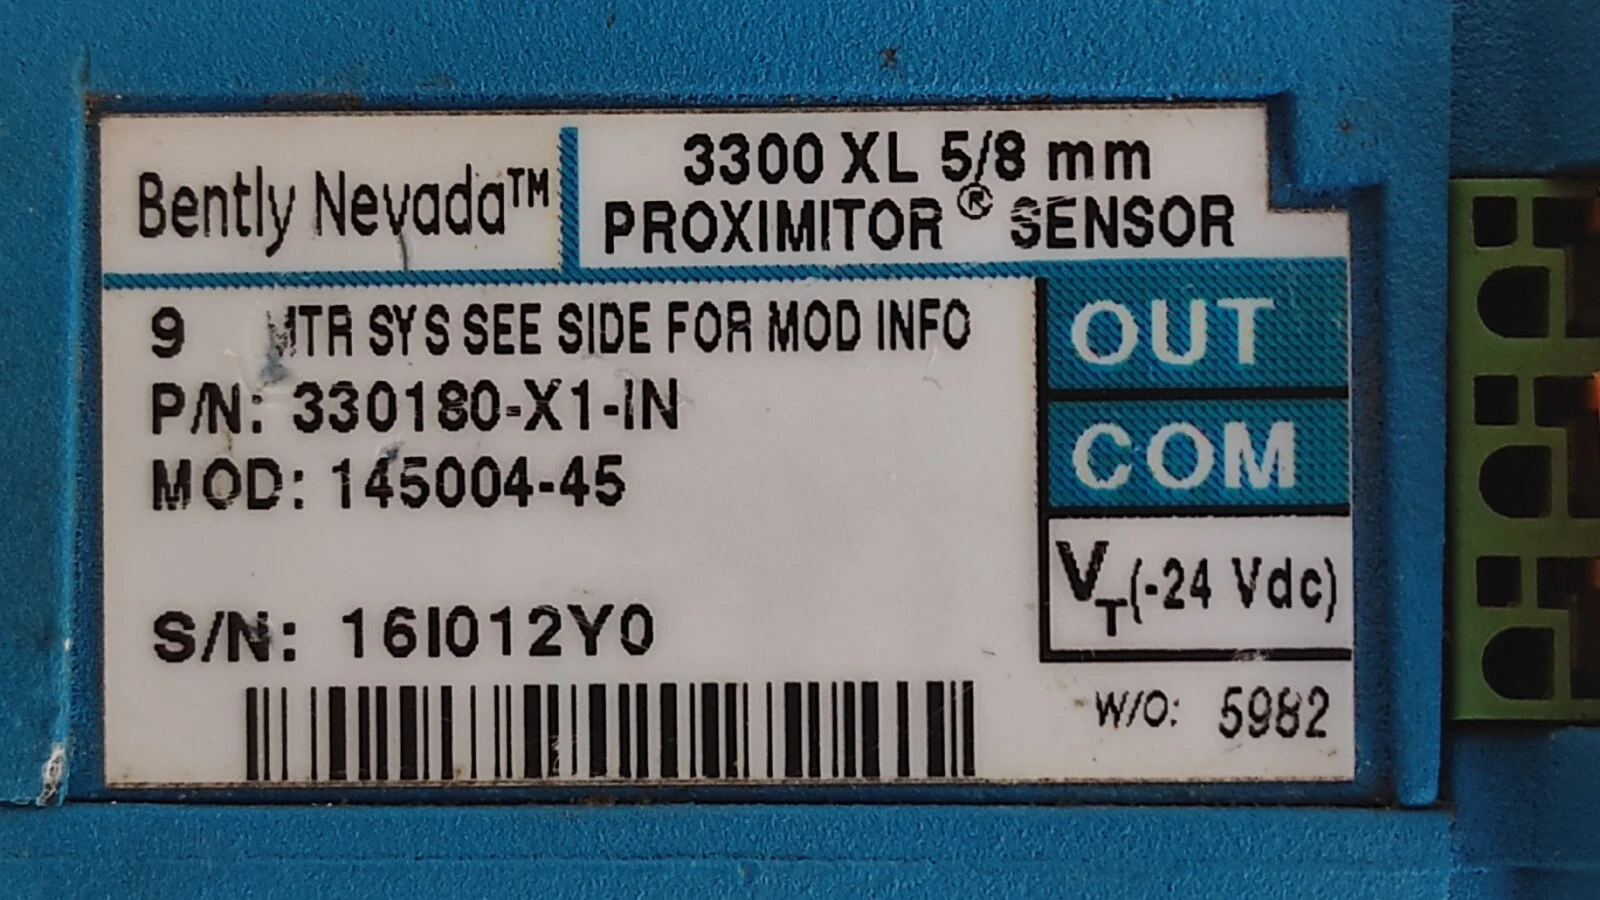 Bently Nevada™
3300 XL 5/8 mm
PROXIMITOR® SENSOR
9 MTR SYS SEE SIDE FOR MOD INFO
P/N: 330180-X1-IN
MOD: 145004-45
S/N: 16I012Y0
OUT
COM
VT (-24 Vdc)
W/O: 5982